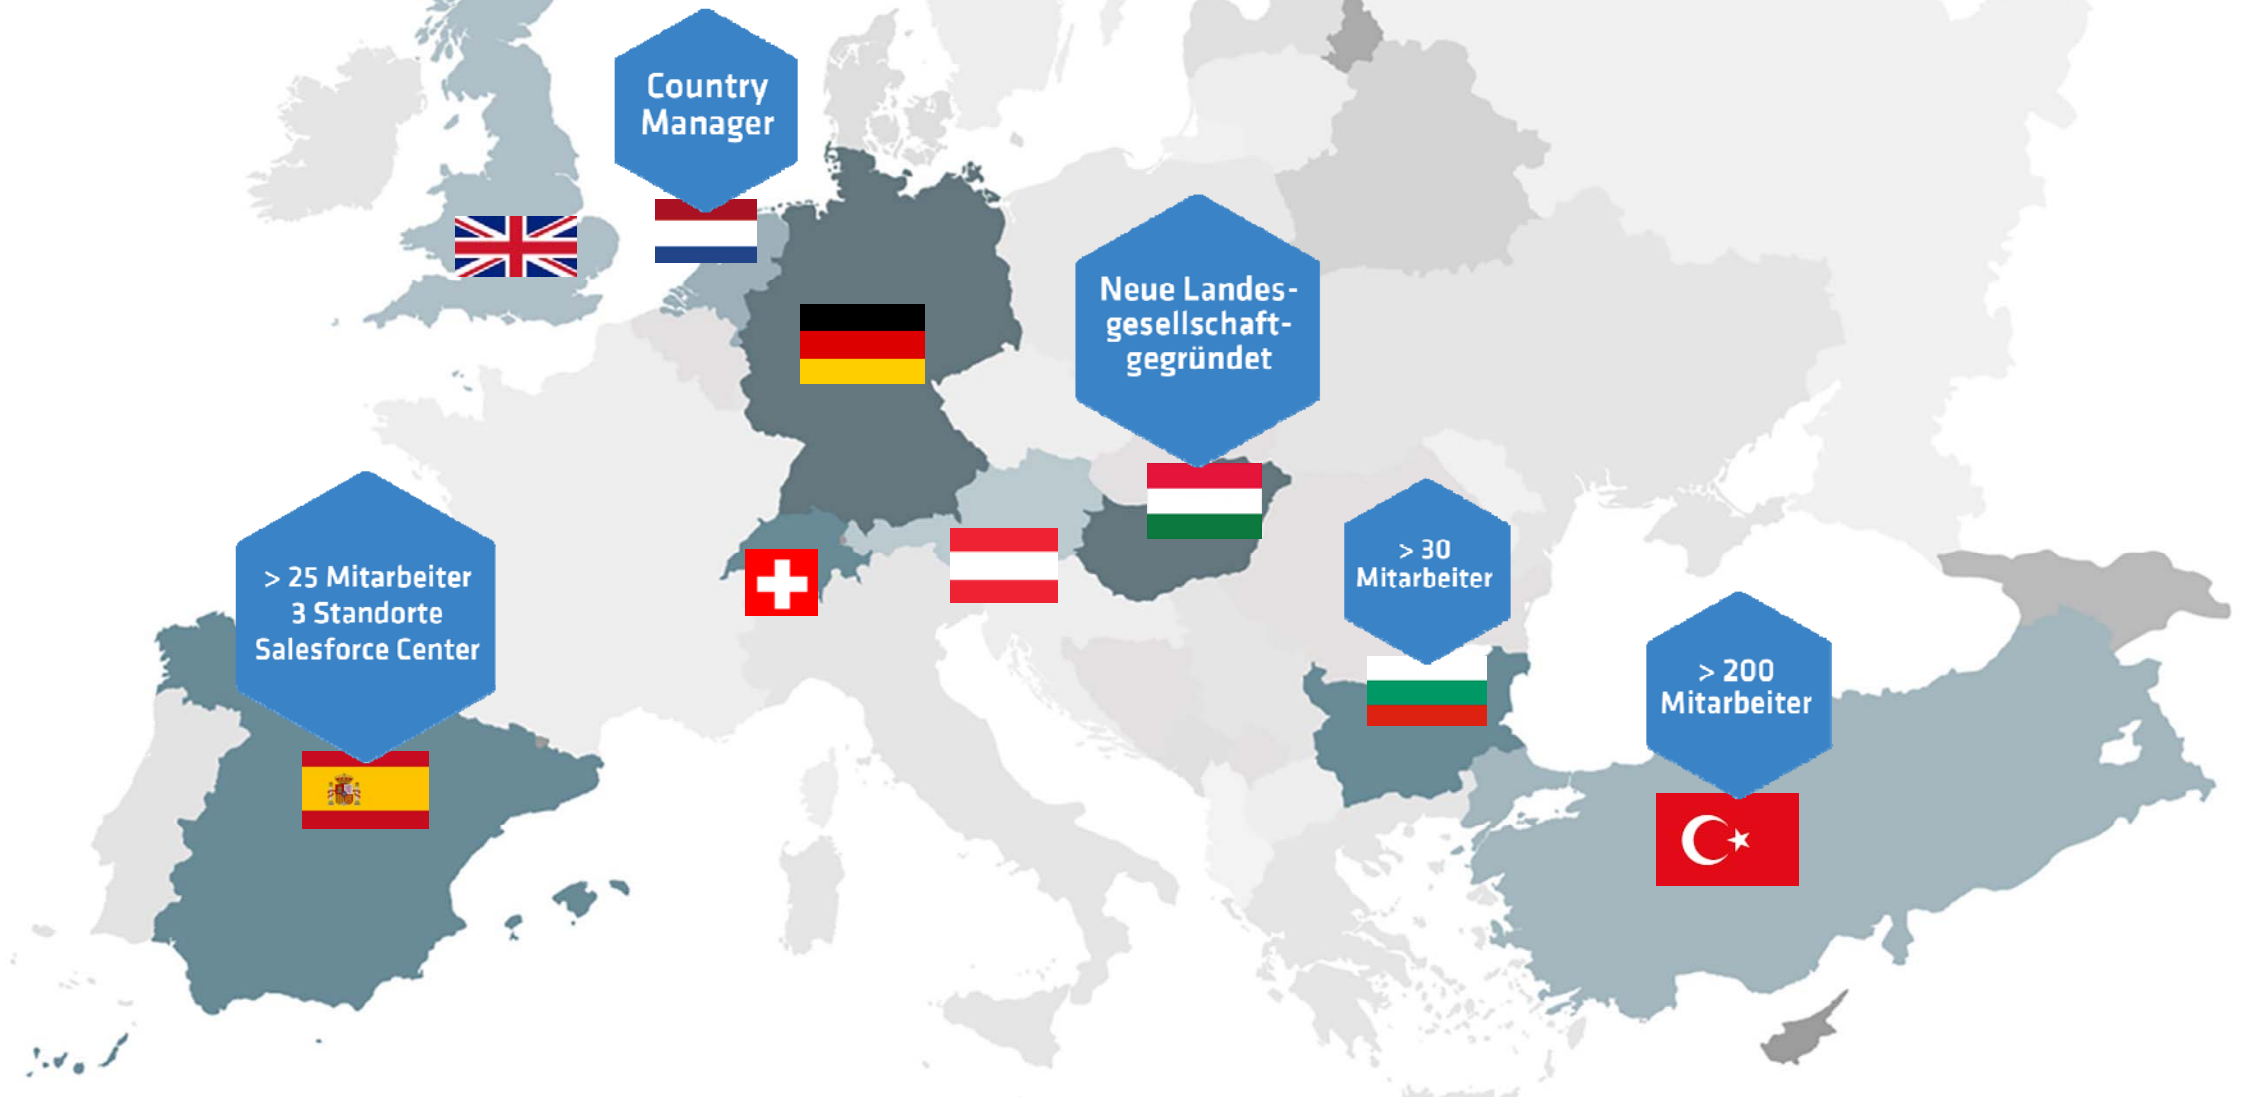 Country
Manager
Neue Landes-
gesellschaft-
gegründet
> 25 Mitarbeiter
3 Standorte
Salesforce Center
> 30
Mitarbeiter
> 200
Mitarbeiter